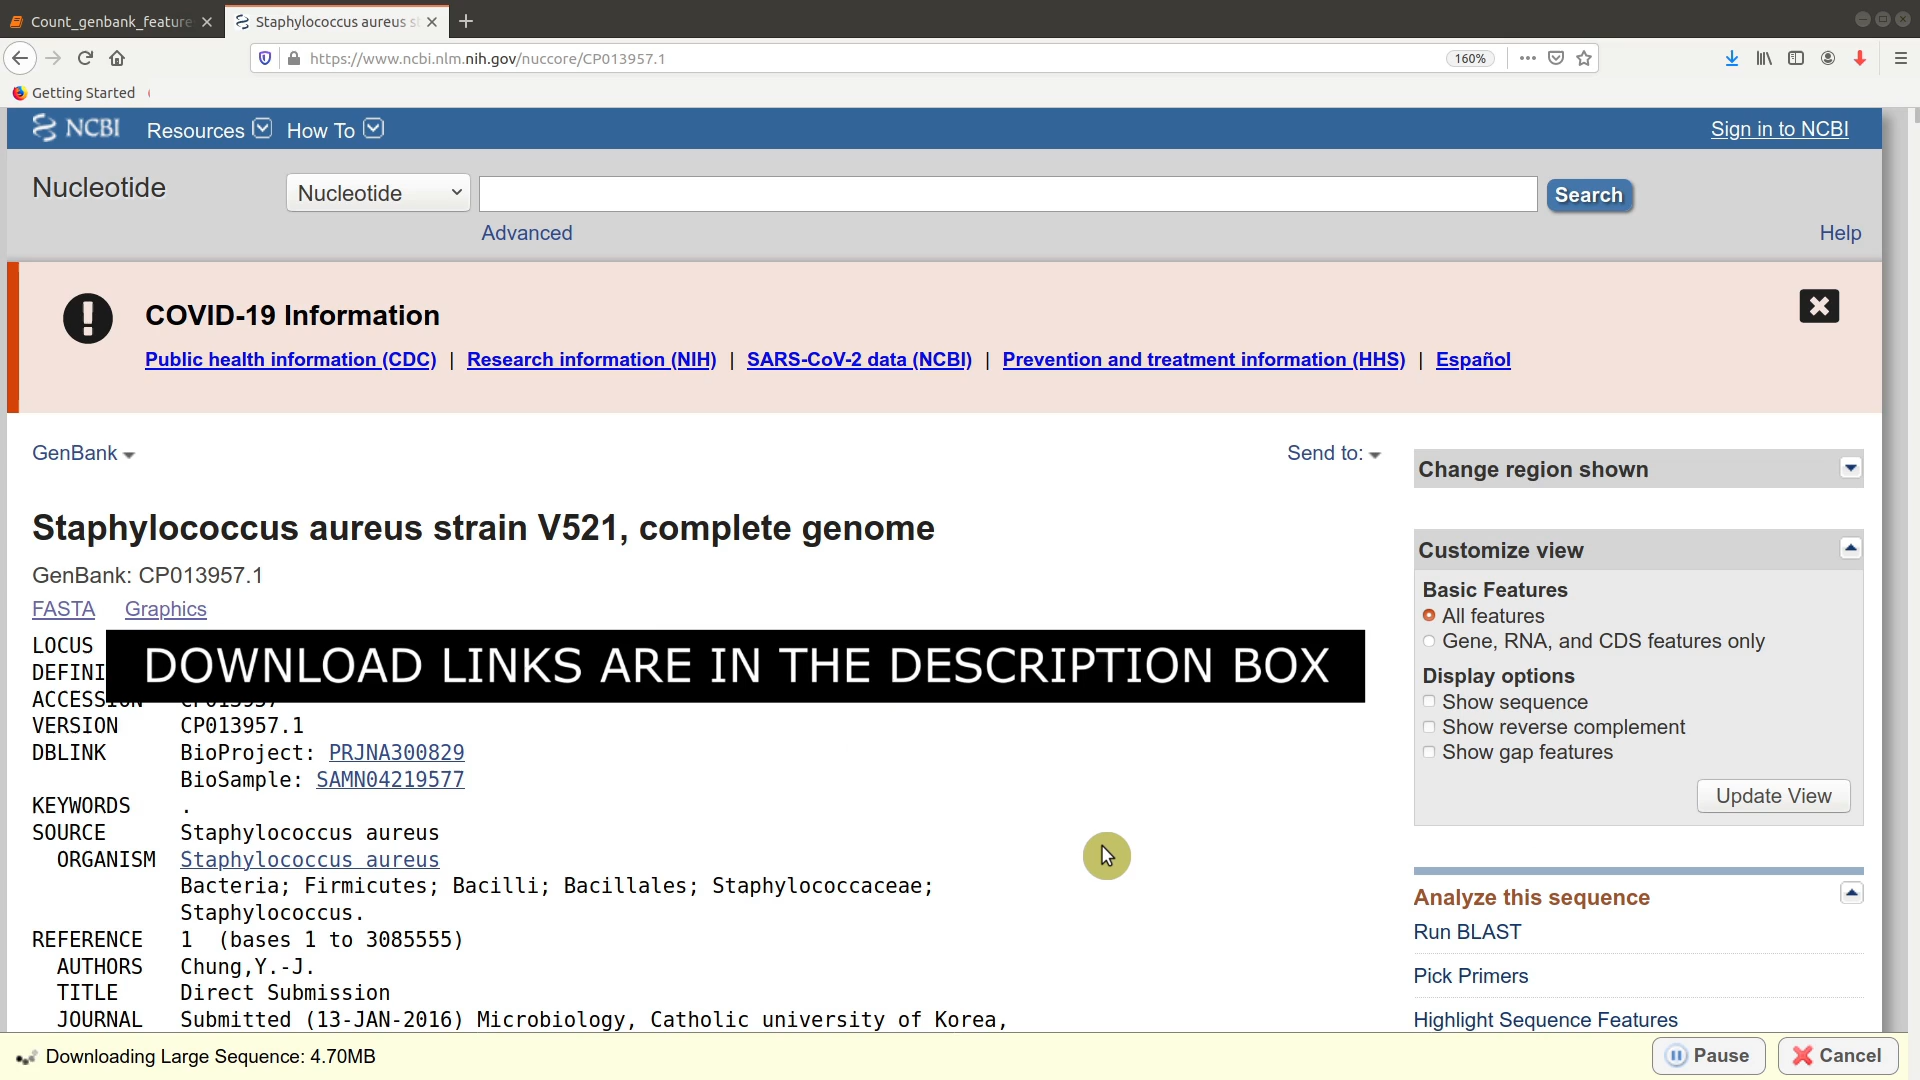 Count_genbank_feature
Staphylococcus aureus s
https://www.ncbi.nlm.nih.gov/nuccore/CP013957.1
160%
Getting Started
NCBI Resources How To Sign in to NCBI
Nucleotide
Nucleotide
Search
Advanced
Help
COVID-19 Information
Public health information (CDC) | Research information (NIH) | SARS-CoV-2 data (NCBI) | Prevention and treatment information (HHS) | Español
GenBank
Send to:
Change region shown
Staphylococcus aureus strain V521, complete genome
GenBank: CP013957.1
FASTA Graphics
Customize view
Basic Features
All features
Gene, RNA, and CDS features only
Display options
Show sequence
Show reverse complement
Show gap features
Update View
LOCUS
DOWNLOAD LINKS ARE IN THE DESCRIPTION BOX
DEFINI
ACCESSION CP013957
VERSION CP013957.1
DBLINK BioProject: PRJNA300829
BioSample: SAMN04219577
KEYWORDS .
SOURCE Staphylococcus aureus
ORGANISM Staphylococcus aureus
Bacteria; Firmicutes; Bacilli; Bacillales; Staphylococcaceae;
Staphylococcus.
REFERENCE 1 (bases 1 to 3085555)
AUTHORS Chung,Y.-J.
TITLE Direct Submission
JOURNAL Submitted (13-JAN-2016) Microbiology, Catholic university of Korea,
Analyze this sequence
Run BLAST
Pick Primers
Highlight Sequence Features
Downloading Large Sequence: 4.70MB
Pause
Cancel